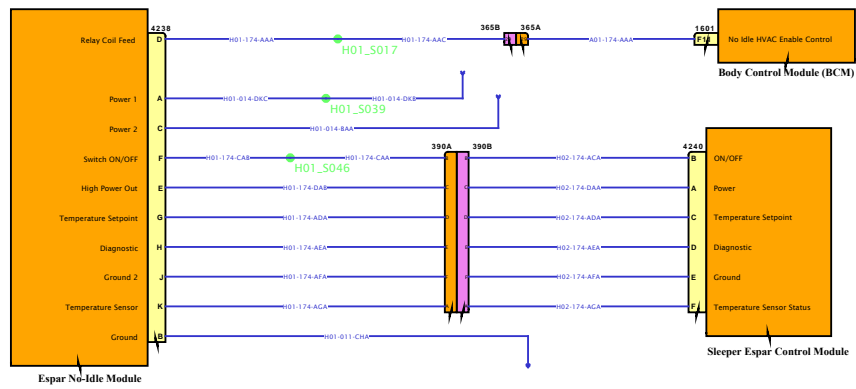 4238
365B 365A
1601
Relay Coil Feed D H01-174-AAA H01-174-AAC A01-174-AAA F13 No Idle HVAC Enable Control
H01_S017
Body Control Module (BCM)
Power 1 A H01-014-DKC H01-014-DKB
H01_S039
Power 2 C H01-014-BAA
390A 390B 4240
Switch ON/OFF F H01-174-CAB H01-174-CAA H02-174-ACA B ON/OFF
H01_S046
High Power Out E H01-174-DAB C C H02-174-DAA A Power
Temperature Setpoint G H01-174-ADA D D H02-174-ADA C Temperature Setpoint
Diagnostic H H01-174-AEA E E H02-174-AEA D Diagnostic
Ground 2 J H01-174-AFA H02-174-AFA E Ground
Temperature Sensor K H01-174-AGA H02-174-AGA F Temperature Sensor Status
Ground B H01-011-CHA
Sleeper Espar Control Module
Espar No-Idle Module